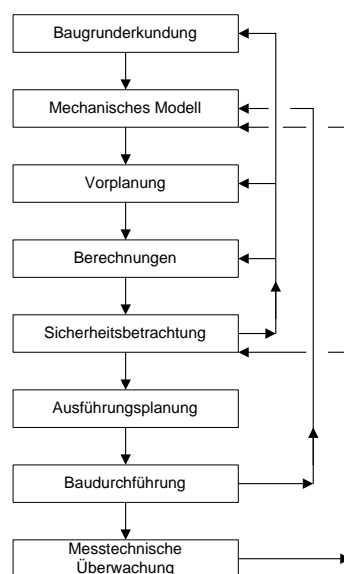 Baugrunderkundung
Mechanisches Modell
Vorplanung
Berechnungen
Sicherheitsbetrachtung
Ausführungsplanung
Baudurchführung
Messtechnische
Überwachung